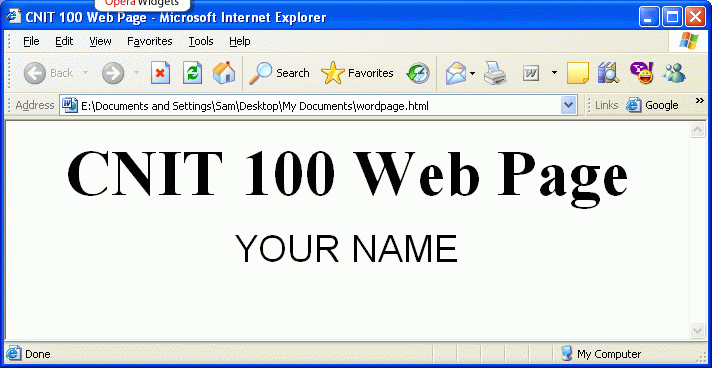 Opera Widgets
CNIT 100 Web Page - Microsoft Internet Explorer
File Edit View Favorites Tools Help
Back Search Favorites W
Address E:\Documents and Settings\Sam\Desktop\My Documents\wordpage.html Links Google »
CNIT 100 Web Page
YOUR NAME
Done My Computer